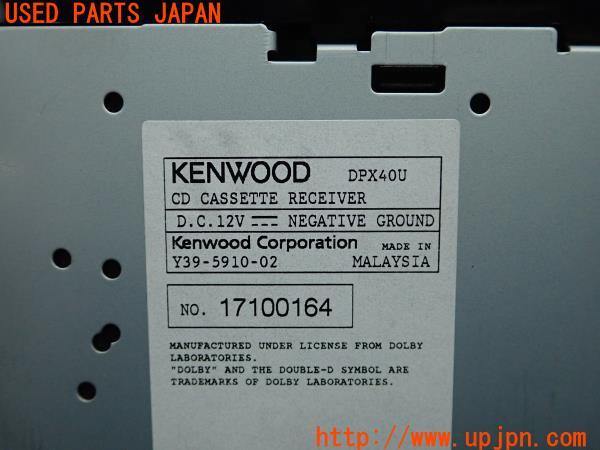 USED PARTS JAPAN
KENWOOD DPX40U
CD CASSETTE RECEIVER
D.C.12V NEGATIVE GROUND
Kenwood Corporation MADE IN
Y39-5910-02 MALAYSIA
NO. 17100164
MANUFACTURED UNDER LICENSE FROM DOLBY
LABORATORIES.
"DOLBY" AND THE DOUBLE-D SYMBOL ARE
TRADEMARKS OF DOLBY LABORATORIES.
http://www.upjpn.com/